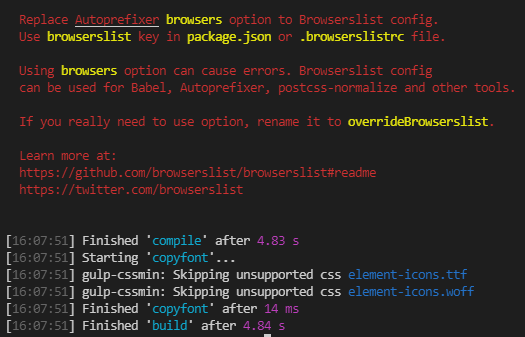 Replace Autoprefixer browsers option to Browserslist config.
Use browserslist key in package.json or .browserslistrc file.
Using browsers option can cause errors. Browserslist config
can be used for Babel, Autoprefixer, postcss-normalize and other tools.
If you really need to use option, rename it to overrideBrowserslist.
Learn more at:
https://github.com/browserslist/browserslist#readme
https://twitter.com/browserslist
[16:07:51] Finished 'compile' after 4.83 s
[16:07:51] Starting 'copyfont'...
[16:07:51] gulp-cssmin: Skipping unsupported css element-icons.ttf
[16:07:51] gulp-cssmin: Skipping unsupported css element-icons.woff
[16:07:51] Finished 'copyfont' after 14 ms
[16:07:51] Finished 'build' after 4.84 s